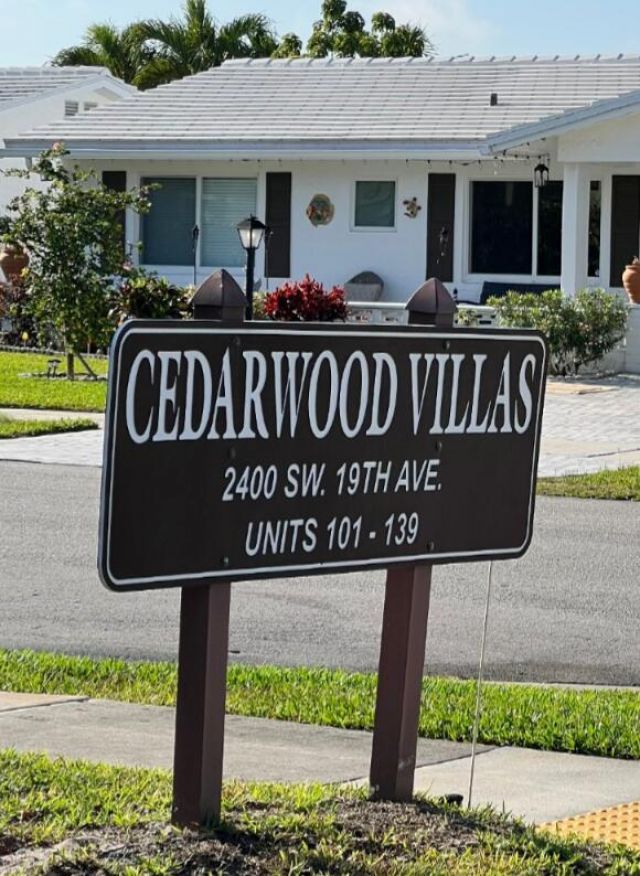 CEDARWOOD VILLAS
2400 SW. 19TH AVE.
UNITS 101 - 139